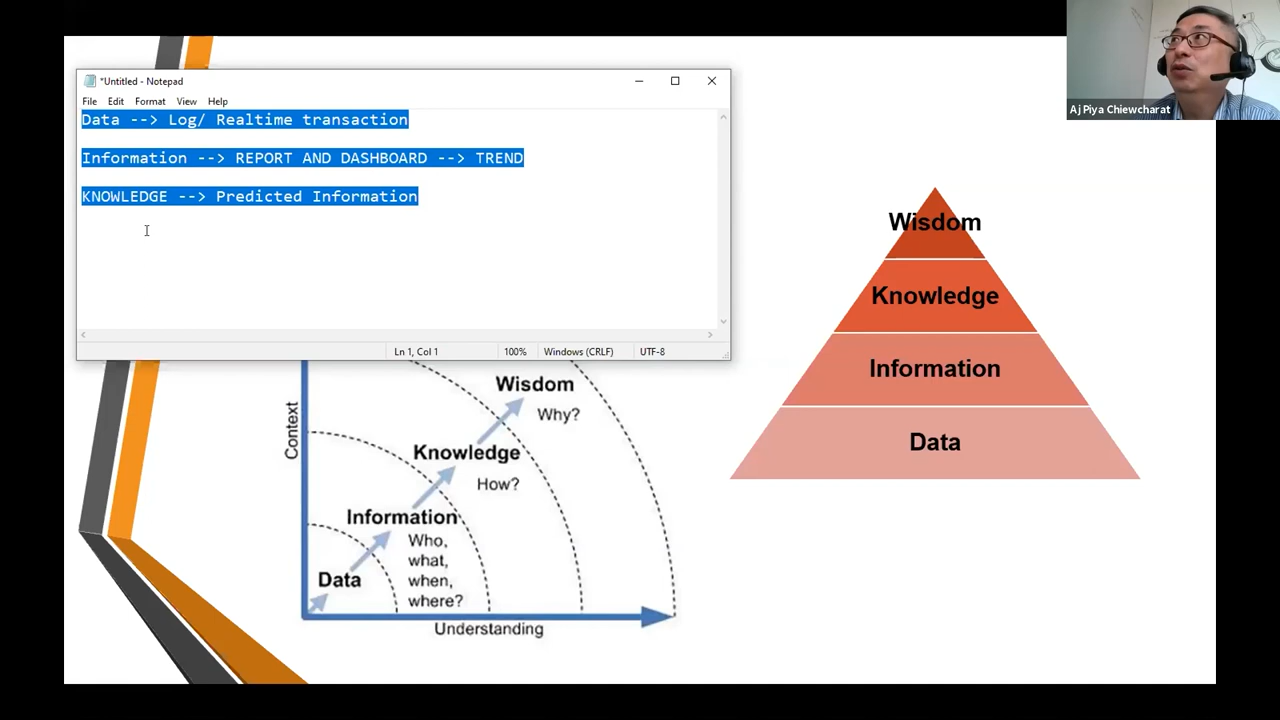 *Untitled - Notepad
File Edit Format View Help
Data --> Log/ Realtime transaction
Information --> REPORT AND DASHBOARD --> TREND
KNOWLEDGE --> Predicted Information
Ln 1, Col 1 100% Windows (CRLF) UTF-8
Aj Piya Chiewcharat
Wisdom
Knowledge
Information
Data
Context
Wisdom
Why?
Knowledge
How?
Information
Who,
what,
when,
where?
Data
Understanding